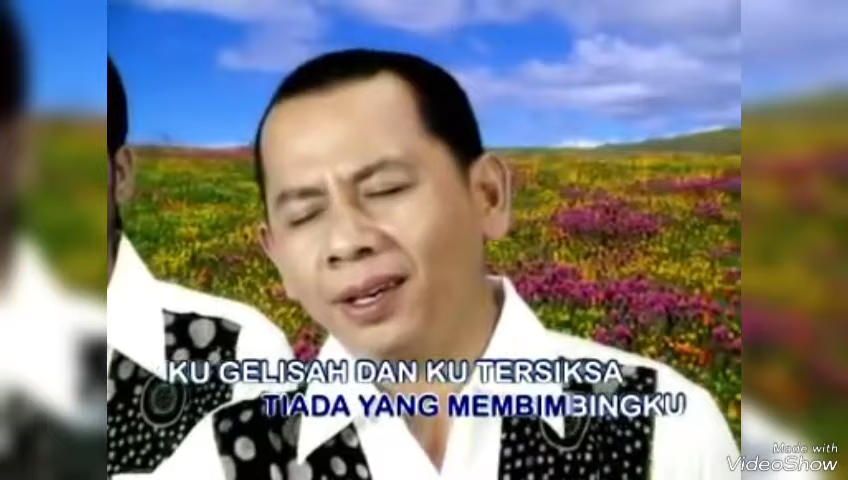 KU GELISAH DAN KU TERSIKSA
TIADA YANG MEMBIMBINGKU
Made with
VideoShow